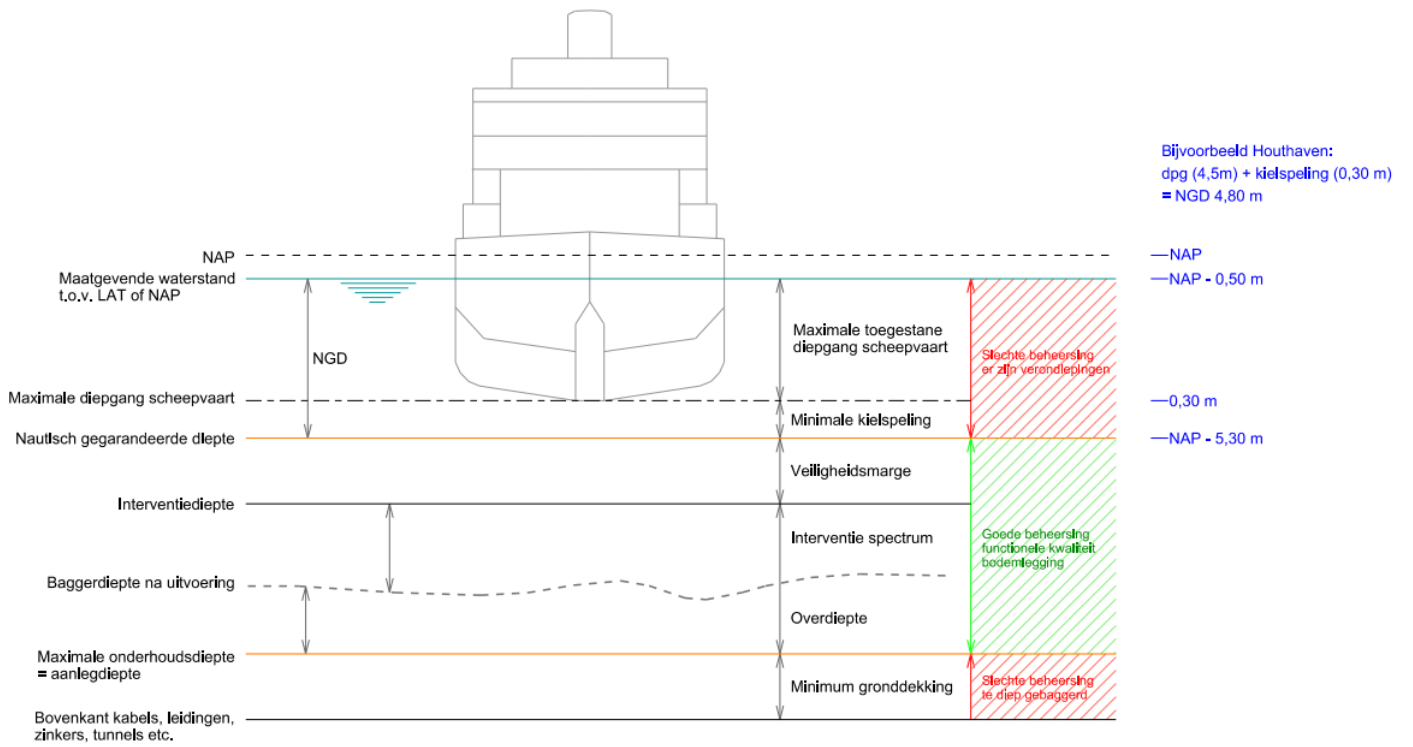 Bijvoorbeeld Houthaven:
dpg (4,5m) + kielspeling (0,30 m)
= NGD 4,80 m
NAP
Maatgevende waterstand
t.o.v. LAT of NAP
NGD
Maximale diepgang scheepvaart
Nautisch gegarandeerde diepte
Interventiediepte
Baggerdiepte na uitvoering
Maximale onderhoudsdiepte
= aanlegdiepte
Bovenkant kabels, leidingen,
zinkers, tunnels etc.
Maximale toegestane
diepgang scheepvaart
Minimale kielspeling
Veiligheidsmarge
Interventie spectrum
Overdiepte
Minimum gronddekking
Slechte beheersing
er zijn verondiepingen
Goede beheersing
functionele kwaliteit
bodemlegging
Slechte beheersing
te diep gebaggerd
NAP
NAP - 0,50 m
0,30 m
NAP - 5,30 m